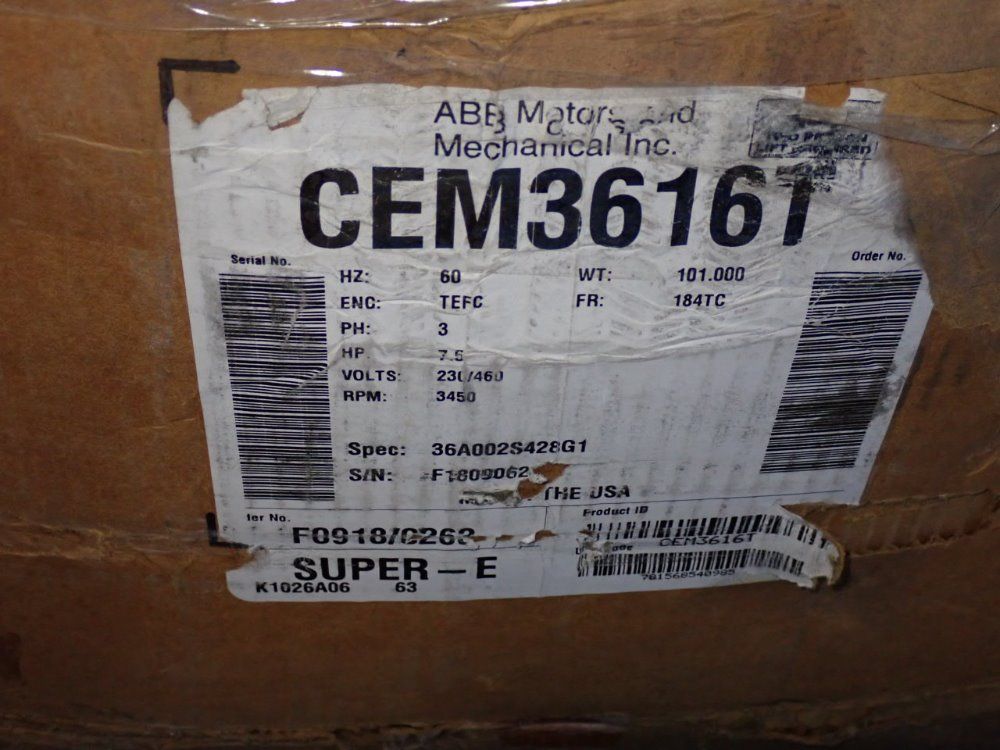 ABB Motors and
Mechanical Inc.
CEM3616T
Serial No.
Order No.
HZ: 60 WT: 101.000
ENC: TEFC FR: 184TC
PH: 3
HP 7.5
VOLTS: 230/460
RPM: 3450
Spec: 36A002S428G1
S/N: F1809062
THE USA
Product ID
No.
CEM3616T
SUPER-E
781568540985
K1026A06 63